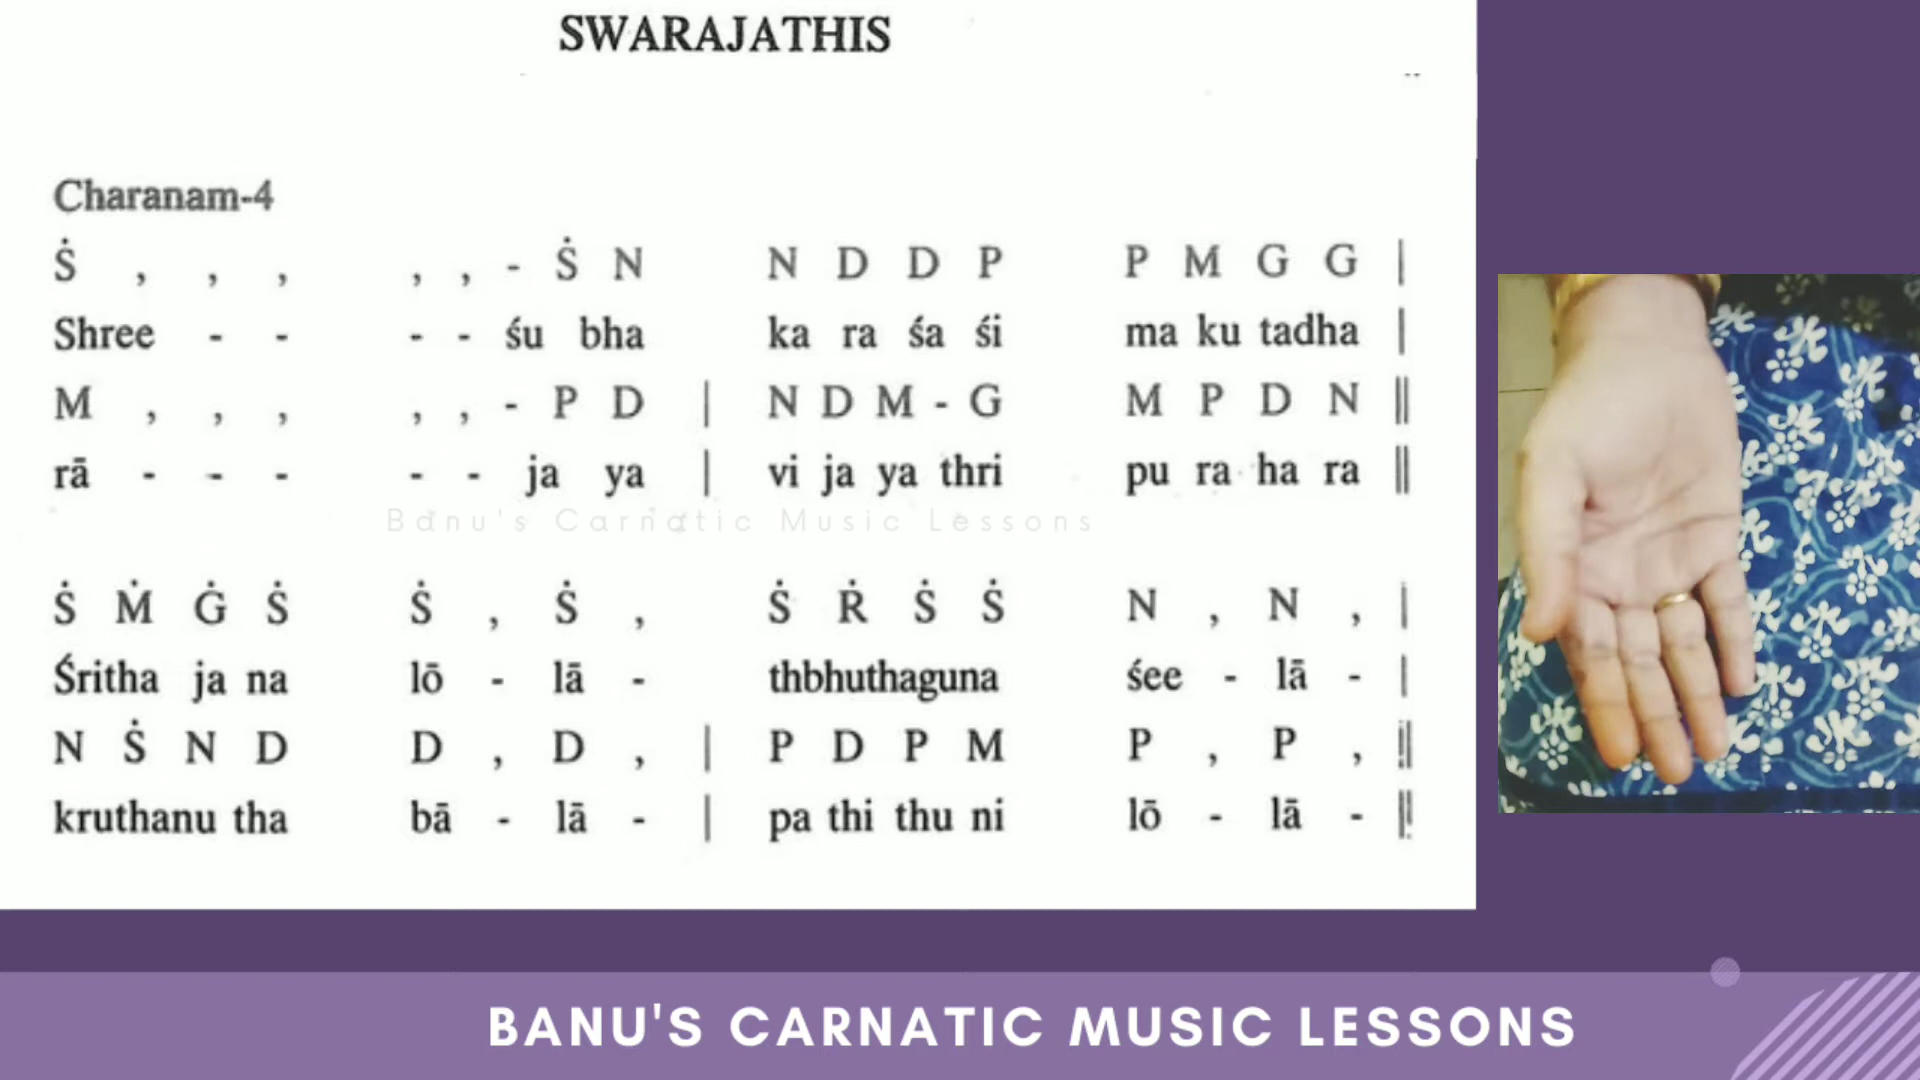 SWARAJATHIS
Charanam-4
Ṡ , , , , , - Ṡ N N D D P P M G G |
Shree - - - - śu bha ka ra śa śi ma ku tadha |
M , , , , , - P D | N D M - G M P D N ||
rā - - - - - ja ya | vi ja ya thri pu ra ha ra ||
Banu's Carnatic Music Lessons
Ṡ Ṁ Ġ Ṡ Ṡ , Ṡ , Ṡ Ṙ Ṡ Ṡ N , N , |
Śritha ja na lō - lā - thbhuthaguna śee - lā - |
N Ṡ N D D , D , | P D P M P , P , ||
kruthanu tha bā - lā - | pa thi thu ni lō - lā - ||
BANU'S CARNATIC MUSIC LESSONS